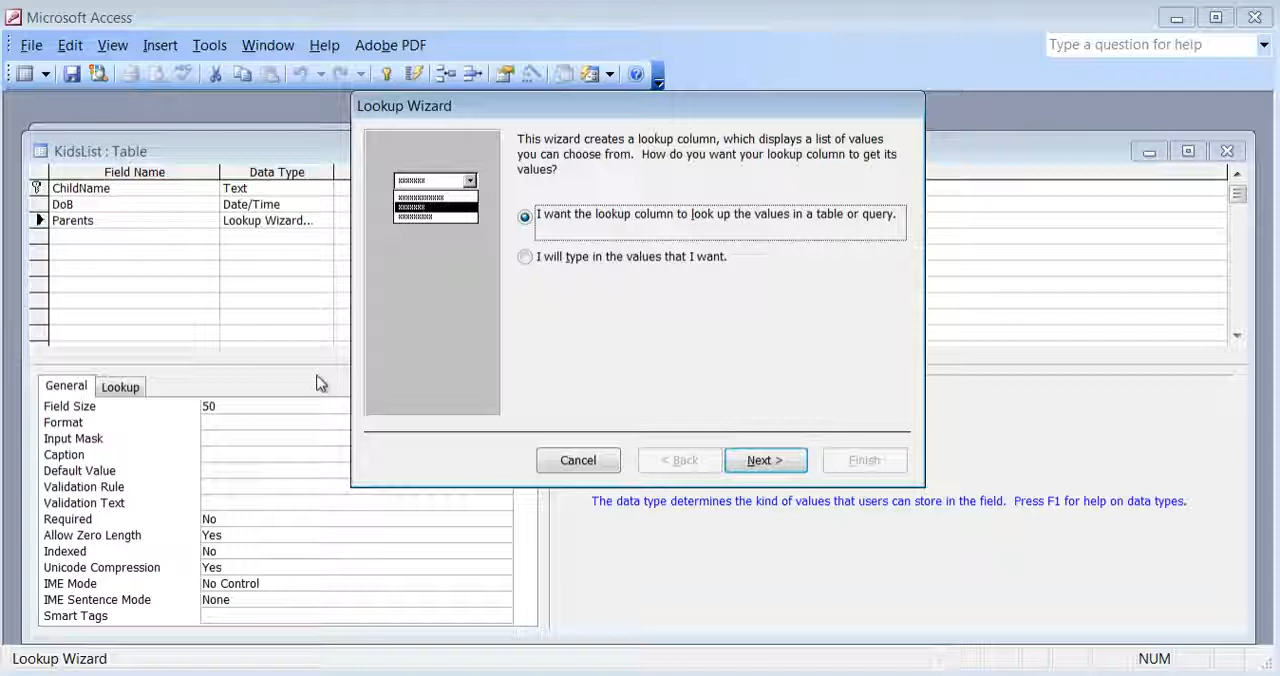 Microsoft Access
File Edit View Insert Tools Window Help Adobe PDF
Type a question for help
KidsList : Table
Field Name Data Type
ChildName Text
DoB Date/Time
Parents Lookup Wizard...
Lookup Wizard
This wizard creates a lookup column, which displays a list of values
you can choose from. How do you want your lookup column to get its
values?
xxxxxxx
xxxxxxxxxxxx
xxxxxxx
xxxxxxxxx
I want the lookup column to look up the values in a table or query.
I will type in the values that I want.
Cancel < Back Next > Finish
General Lookup
Field Size 50
Format
Input Mask
Caption
Default Value
Validation Rule
Validation Text
Required No
Allow Zero Length Yes
Indexed No
Unicode Compression Yes
IME Mode No Control
IME Sentence Mode None
Smart Tags
The data type determines the kind of values that users can store in the field. Press F1 for help on data types.
Lookup Wizard NUM